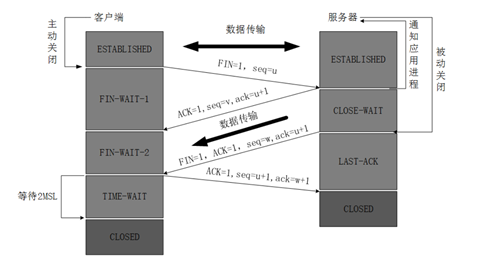 客户端
服务器
主动关闭
数据传输
通知应用进程
被动关闭
ESTABLISHED
ESTABLISHED
FIN=1, seq=u
FIN-WAIT-1
ACK=1,seq=v,ack=u+1
CLOSE-WAIT
数据传输
FIN=1, ACK=1, seq=w,ack=u+1
FIN-WAIT-2
LAST-ACK
ACK=1,seq=u+1,ack=w+1
等待2MSL
TIME-WAIT
CLOSED
CLOSED